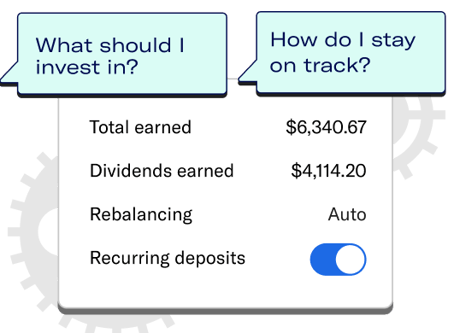 What should I
invest in?
How do I stay
on track?
Total earned $6,340.67
Dividends earned $4,114.20
Rebalancing Auto
Recurring deposits